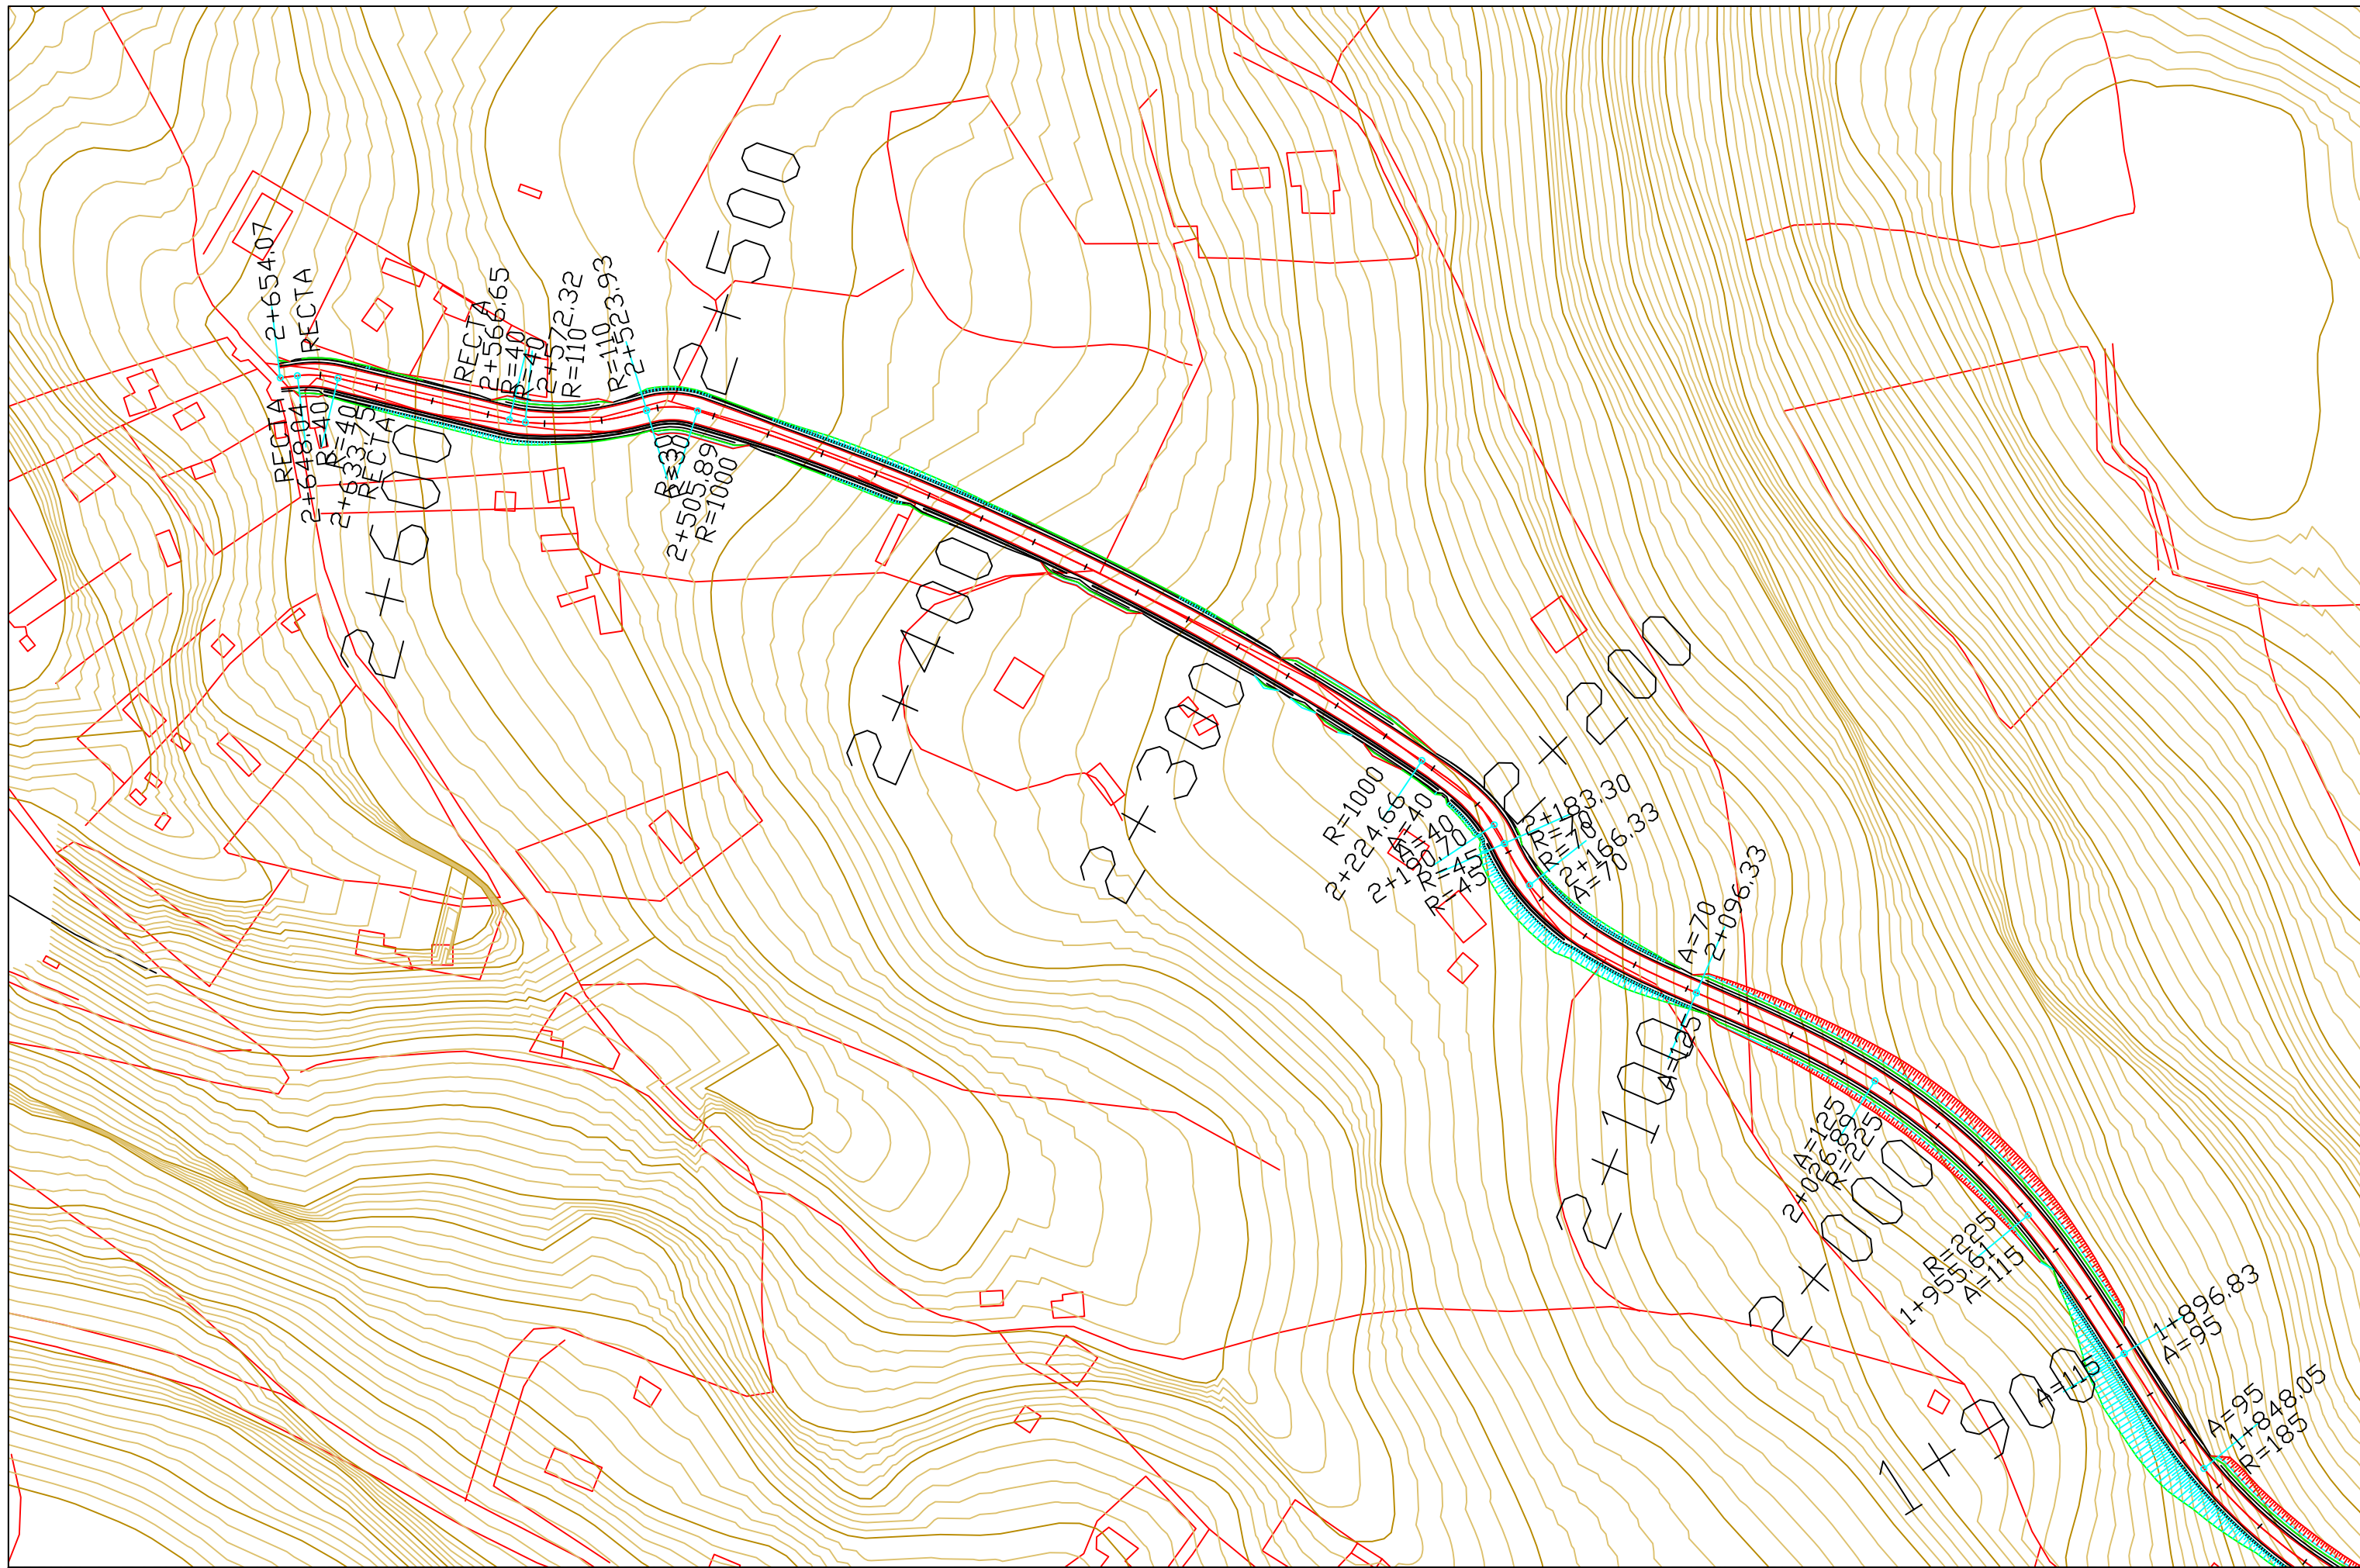 2+654.07
RECTA
RECTA
2+648.04
R=40
R=40
2+637.75
RECTA
2+600
RECTA
2+566.65
R=40
R=40
2+572.32
R=110
R=110
2+523.93
2+500
R=38
R=38
2+505.89
R=1000
2+400
2+300
R=1000
2+224.66
A=40
A=40
2+190.70
R=45
R=45
2+200
2+183.30
R=70
R=70
2+166.33
A=70
A=70
2+096.33
A=125
2+100
A=125
2+026.89
R=225
2+000
R=225
1+955.61
A=115
1+896.83
A=95
A=115
1+900
A=95
1+848.05
R=185